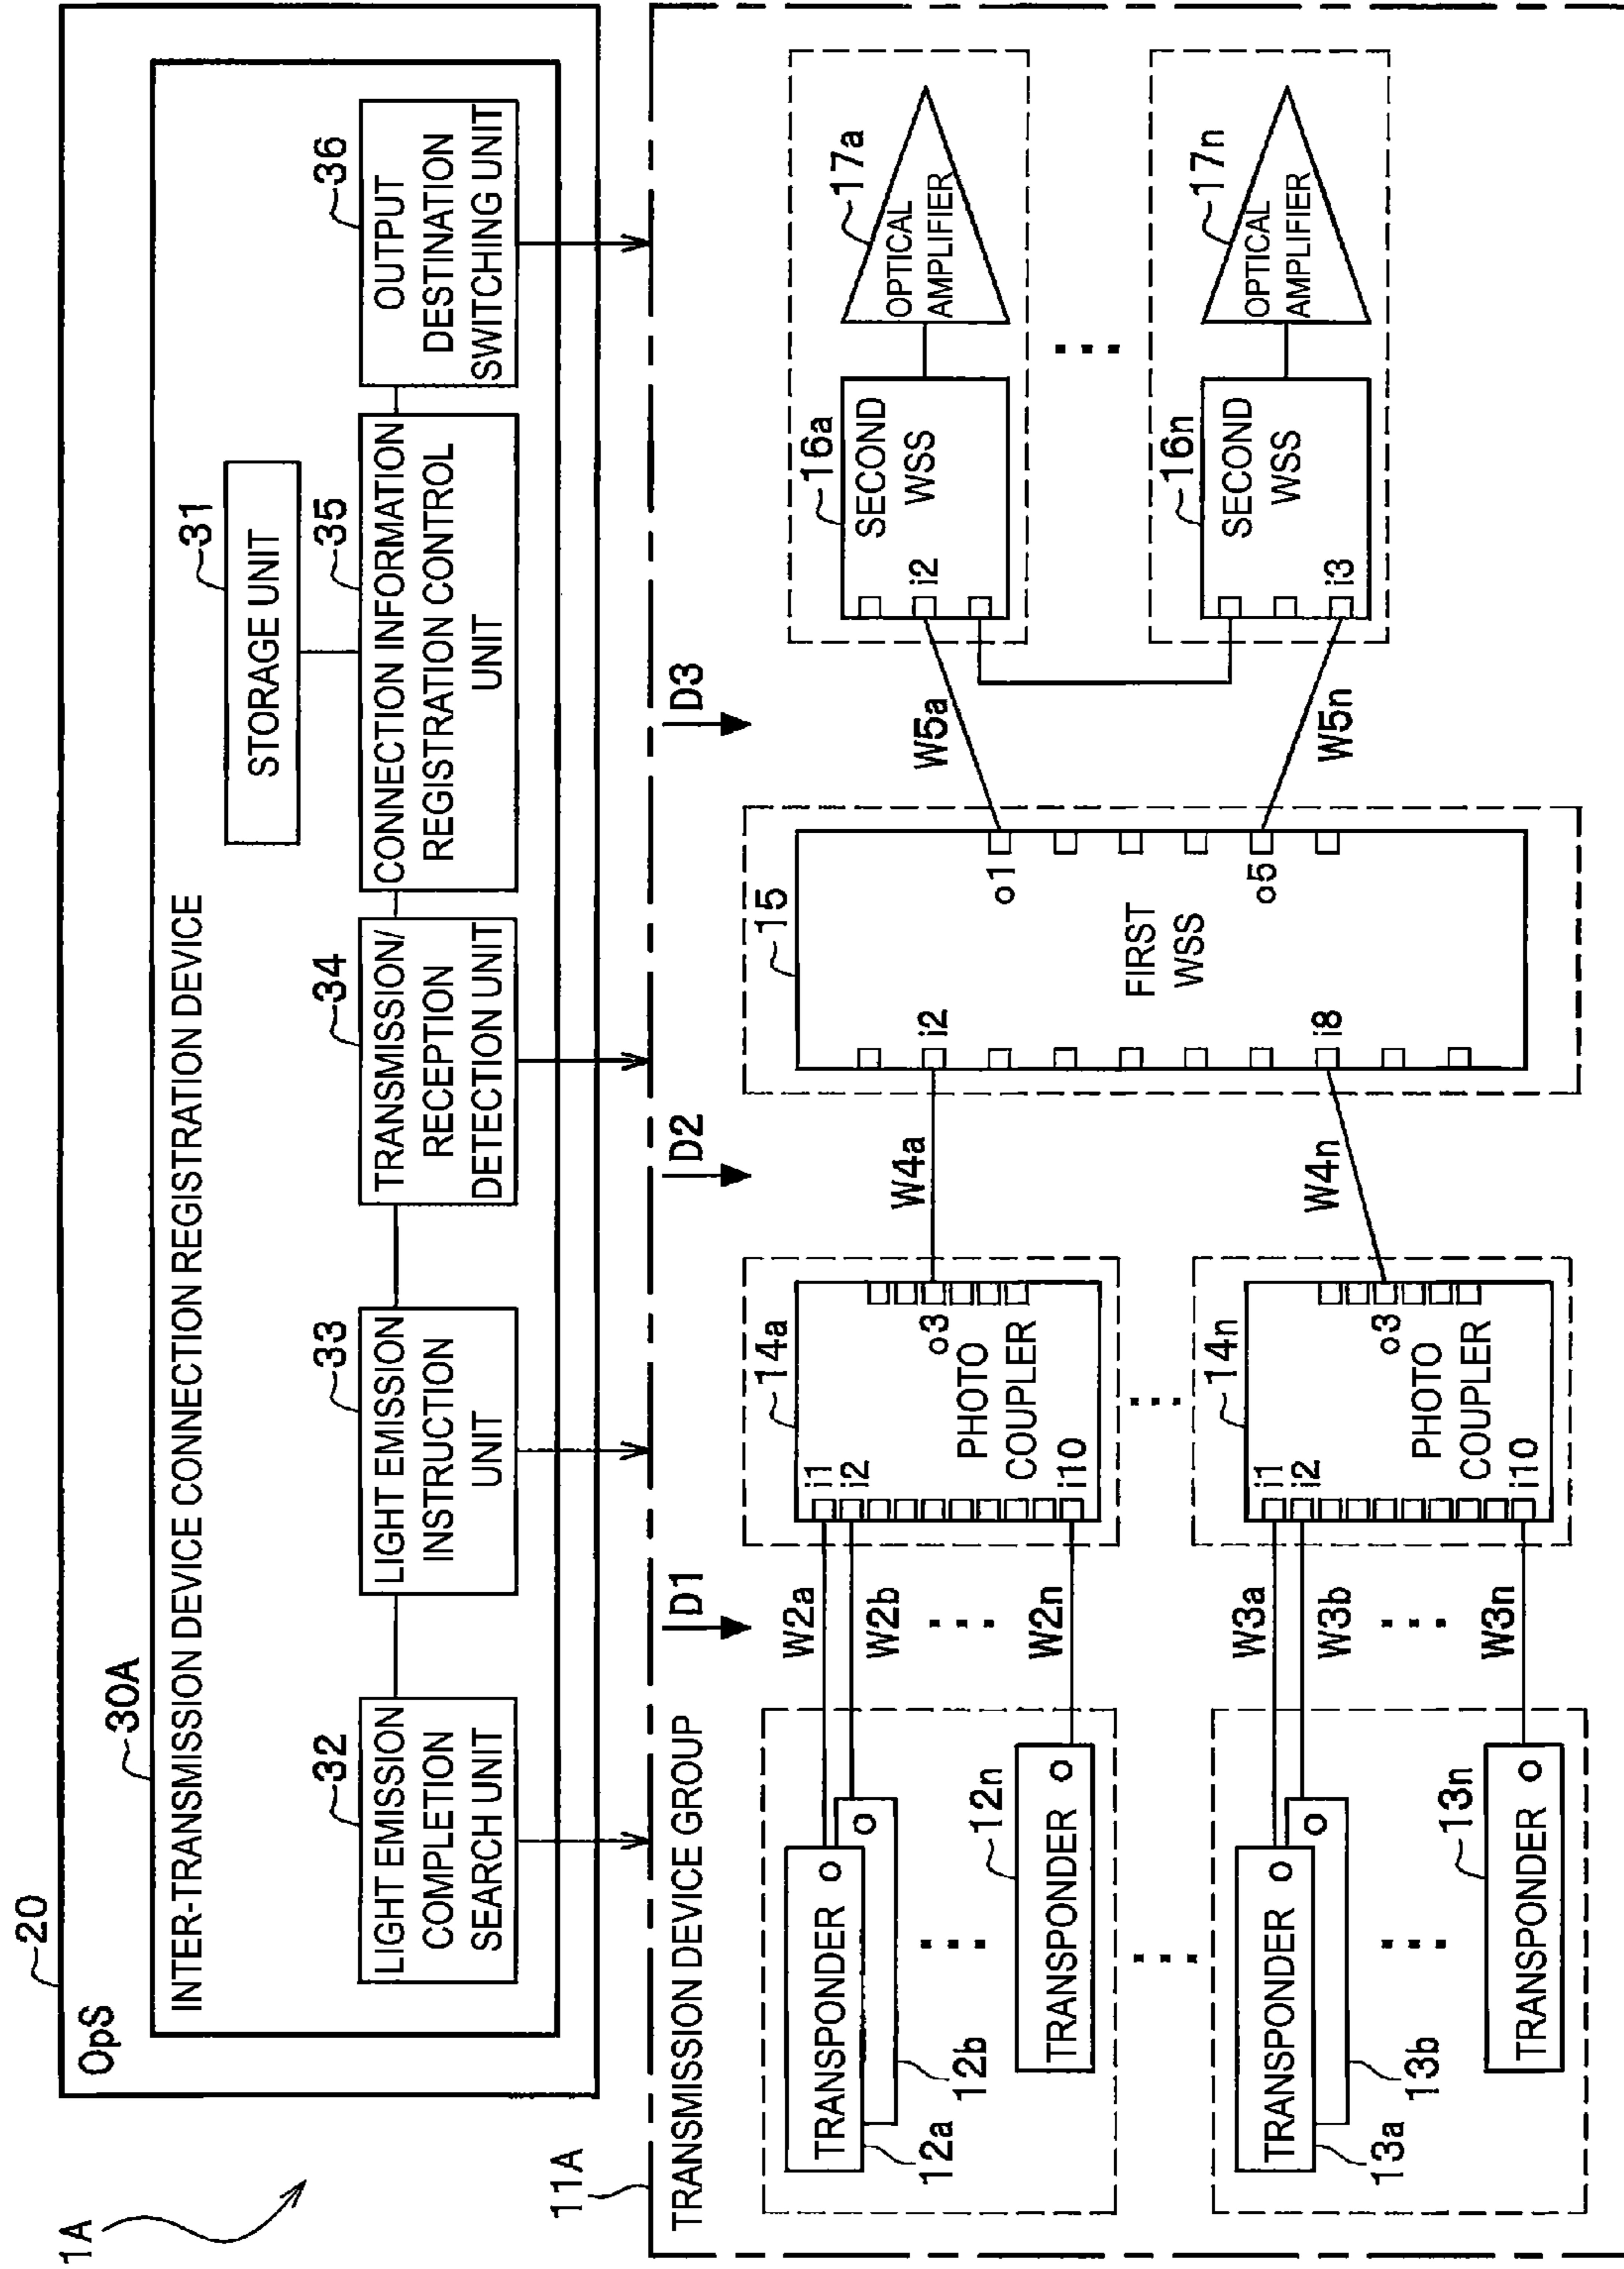 1A
20
OpS
30A
INTER-TRANSMISSION DEVICE CONNECTION REGISTRATION DEVICE
31
STORAGE UNIT
32
LIGHT EMISSION
COMPLETION
SEARCH UNIT
33
LIGHT EMISSION
INSTRUCTION
UNIT
34
TRANSMISSION/
RECEPTION
DETECTION UNIT
35
CONNECTION INFORMATION
REGISTRATION CONTROL
UNIT
36
OUTPUT
DESTINATION
SWITCHING UNIT
11A
TRANSMISSION DEVICE GROUP
D1
D2
D3
TRANSPONDER o
o
12a
12b
...
12n
TRANSPONDER o
W2a
W2b
...
W2n
14a
i1
i2
i10
o3
PHOTO
COUPLER
W4a
15
i2
i8
FIRST
WSS
o1
o5
W5a
16a
SECOND
WSS
i2
17a
OPTICAL
AMPLIFIER
...
...
...
TRANSPONDER o
o
13a
13b
...
13n
TRANSPONDER o
W3a
W3b
...
W3n
14n
i1
i2
i10
o3
PHOTO
COUPLER
W4n
W5n
16n
SECOND
WSS
i3
17n
OPTICAL
AMPLIFIER